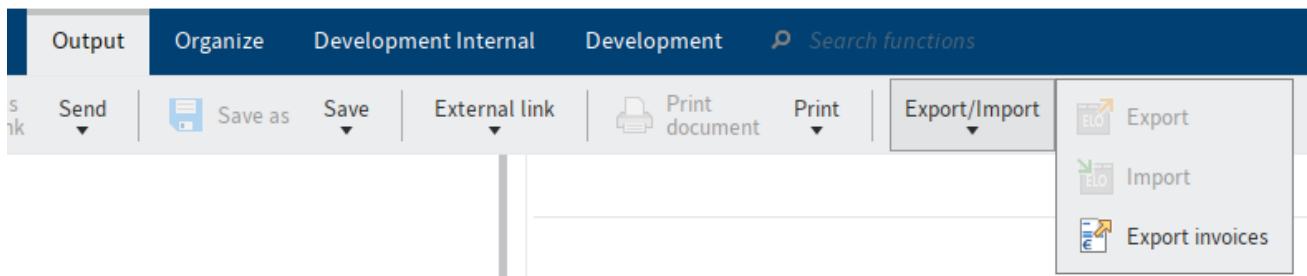 Output Organize Development Internal Development Search functions
Send Save as Save External link Print document Print Export/Import
Export
Import
Export invoices